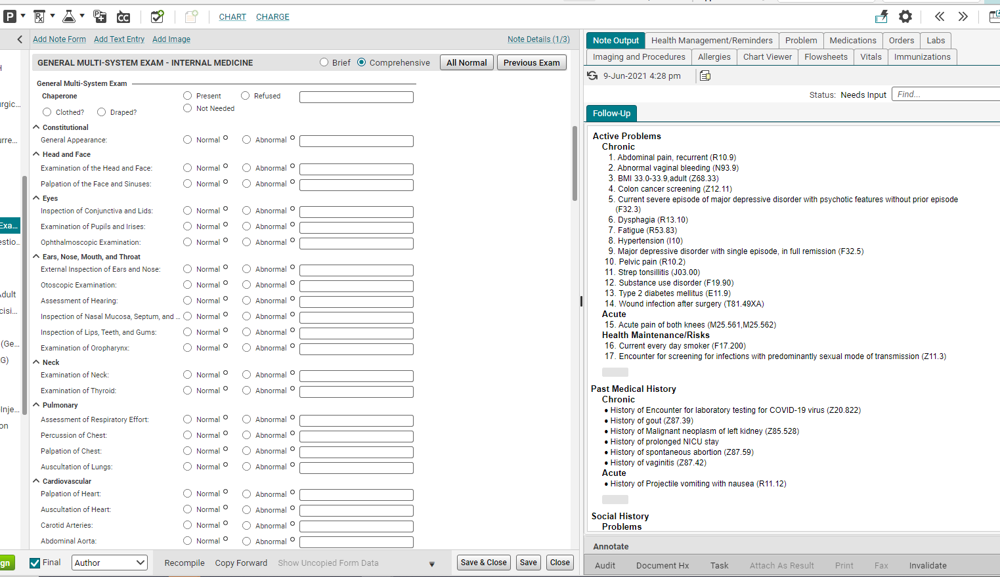 P Rx P CC CHART CHARGE
Add Note Form Add Text Entry Add Image Note Details (1/3)
H
urgic...
urre...
Exa...
estio...
Adult
cisi...
(Ge...
G)
-Inje...
on
GENERAL MULTI-SYSTEM EXAM - INTERNAL MEDICINE Brief Comprehensive All Normal Previous Exam
General Multi-System Exam
Chaperone Present Refused
Not Needed
Clothed? Draped?
Constitutional
General Appearance: Normal Abnormal
Head and Face
Examination of the Head and Face: Normal Abnormal
Palpation of the Face and Sinuses: Normal Abnormal
Eyes
Inspection of Conjunctiva and Lids: Normal Abnormal
Examination of Pupils and Irises: Normal Abnormal
Ophthalmoscopic Examination: Normal Abnormal
Ears, Nose, Mouth, and Throat
External Inspection of Ears and Nose: Normal Abnormal
Otoscopic Examination: Normal Abnormal
Assessment of Hearing: Normal Abnormal
Inspection of Nasal Mucosa, Septum, and ... Normal Abnormal
Inspection of Lips, Teeth, and Gums: Normal Abnormal
Examination of Oropharynx: Normal Abnormal
Neck
Examination of Neck: Normal Abnormal
Examination of Thyroid: Normal Abnormal
Pulmonary
Assessment of Respiratory Effort: Normal Abnormal
Percussion of Chest: Normal Abnormal
Palpation of Chest: Normal Abnormal
Auscultation of Lungs: Normal Abnormal
Cardiovascular
Palpation of Heart: Normal Abnormal
Auscultation of Heart: Normal Abnormal
Carotid Arteries: Normal Abnormal
Abdominal Aorta: Normal Abnormal
gn Final Author Recompile Copy Forward Show Uncopied Form Data Save & Close Save Close
Note Output Health Management/Reminders Problem Medications Orders Labs
Imaging and Procedures Allergies Chart Viewer Flowsheets Vitals Immunizations
9-Jun-2021 4:28 pm
Status: Needs Input Find...
Follow-Up
Active Problems
Chronic
1. Abdominal pain, recurrent (R10.9)
2. Abnormal vaginal bleeding (N93.9)
3. BMI 33.0-33.9,adult (Z68.33)
4. Colon cancer screening (Z12.11)
5. Current severe episode of major depressive disorder with psychotic features without prior episode
(F32.3)
6. Dysphagia (R13.10)
7. Fatigue (R53.83)
8. Hypertension (I10)
9. Major depressive disorder with single episode, in full remission (F32.5)
10. Pelvic pain (R10.2)
11. Strep tonsillitis (J03.00)
12. Substance use disorder (F19.90)
13. Type 2 diabetes mellitus (E11.9)
14. Wound infection after surgery (T81.49XA)
Acute
15. Acute pain of both knees (M25.561,M25.562)
Health Maintenance/Risks
16. Current every day smoker (F17.200)
17. Encounter for screening for infections with predominantly sexual mode of transmission (Z11.3)
Past Medical History
Chronic
• History of Encounter for laboratory testing for COVID-19 virus (Z20.822)
• History of gout (Z87.39)
• History of Malignant neoplasm of left kidney (Z85.528)
• History of prolonged NICU stay
• History of spontaneous abortion (Z87.59)
• History of vaginitis (Z87.42)
Acute
• History of Projectile vomiting with nausea (R11.12)
Social History
Problems
Annotate
Audit Document Hx Task Attach As Result Print Fax Invalidate